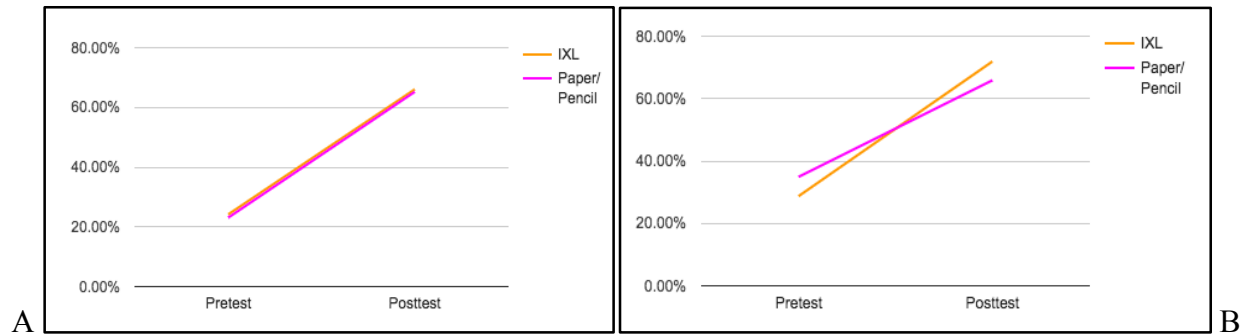 80.00%
60.00%
40.00%
20.00%
0.00%
Pretest
Posttest
IXL
Paper/
Pencil
A
80.00%
60.00%
40.00%
20.00%
0.00%
Pretest
Posttest
IXL
Paper/
Pencil
B